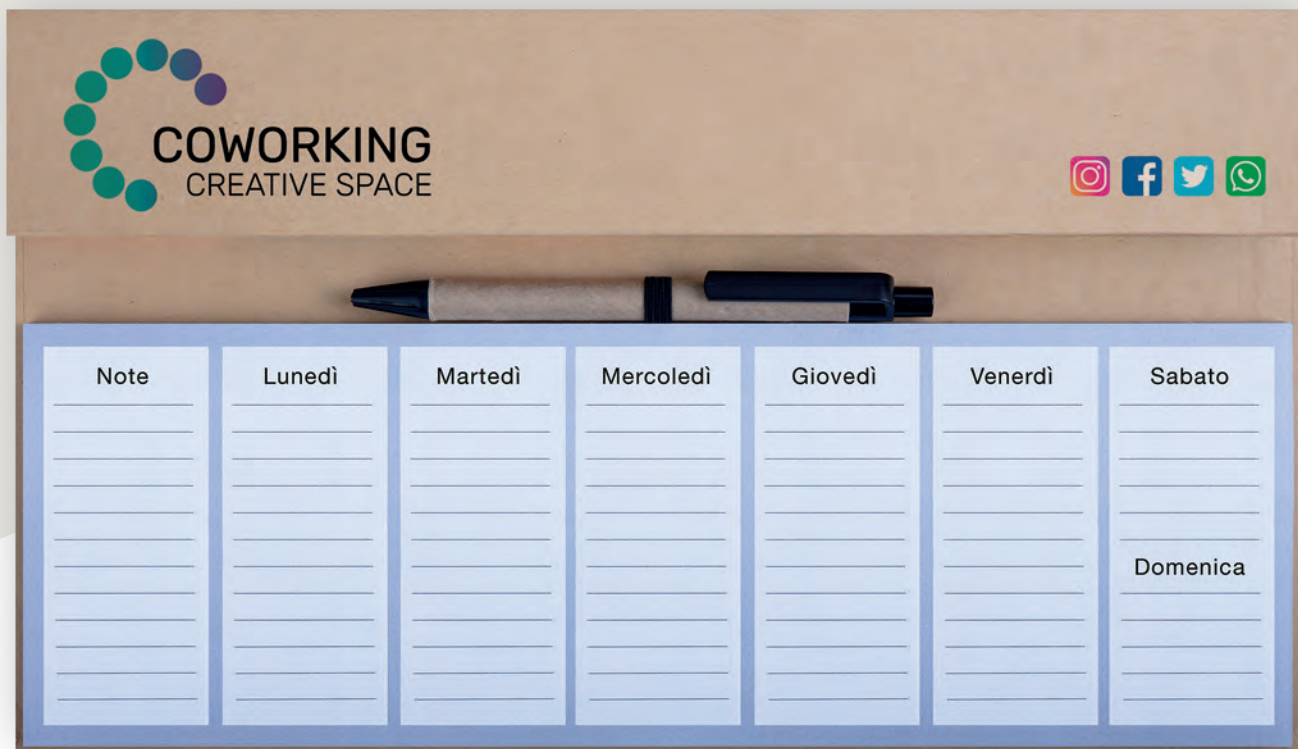 COWORKING
CREATIVE SPACE
Note
Lunedì
Martedì
Mercoledì
Giovedì
Venerdì
Sabato
Domenica